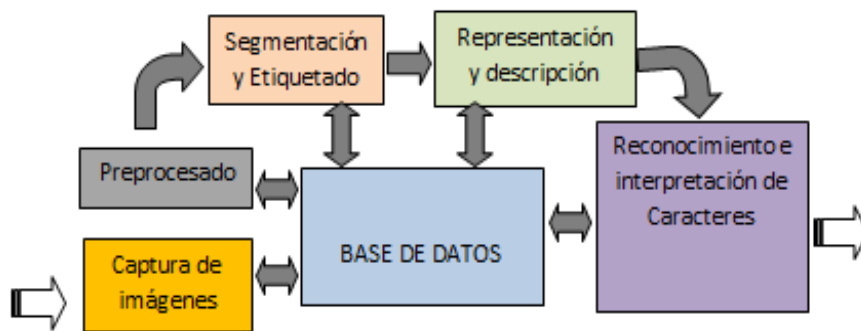 Segmentación
y Etiquetado
Representación
y descripción
Preprocesado
Reconocimiento e
interpretación de
Caracteres
BASE DE DATOS
Captura de
imágenes